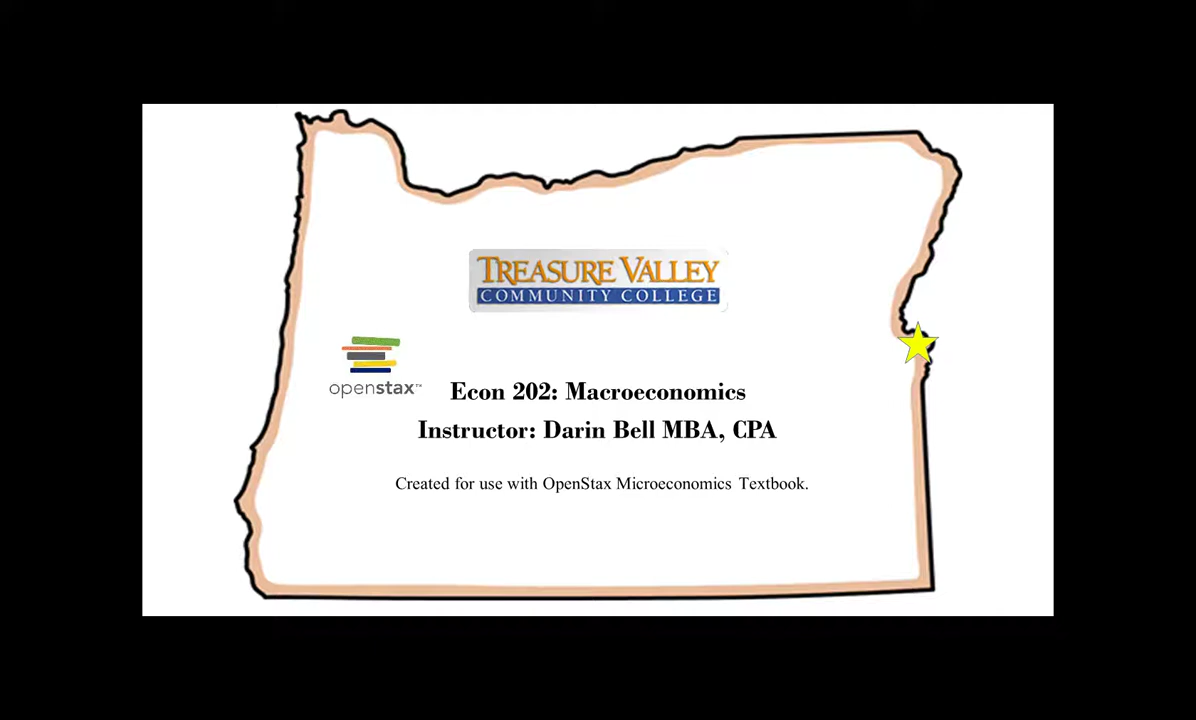 TREASURE VALLEY
COMMUNITY COLLEGE
openstax™
Econ 202: Macroeconomics
Instructor: Darin Bell MBA, CPA
Created for use with OpenStax Microeconomics Textbook.